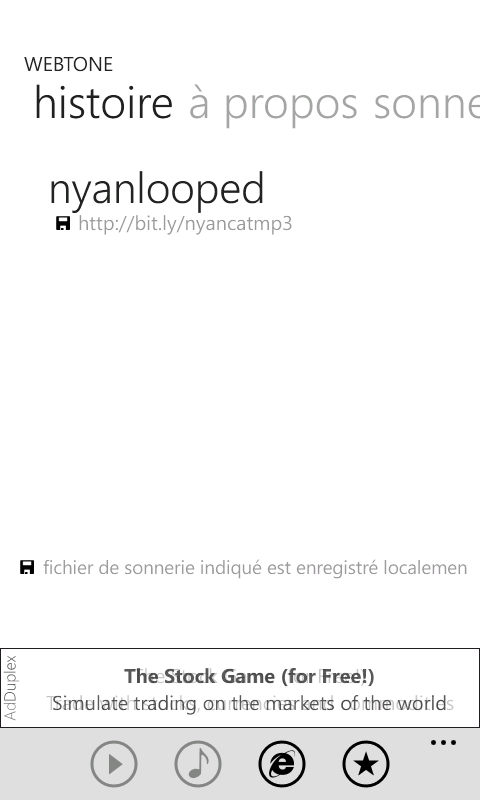 WEBTONE
histoire à propos sonne
nyanlooped
http://bit.ly/nyancatmp3
fichier de sonnerie indiqué est enregistré localemen
AdDuplex
The Stock Game (for Free!)
Simulate trading on the markets of the world